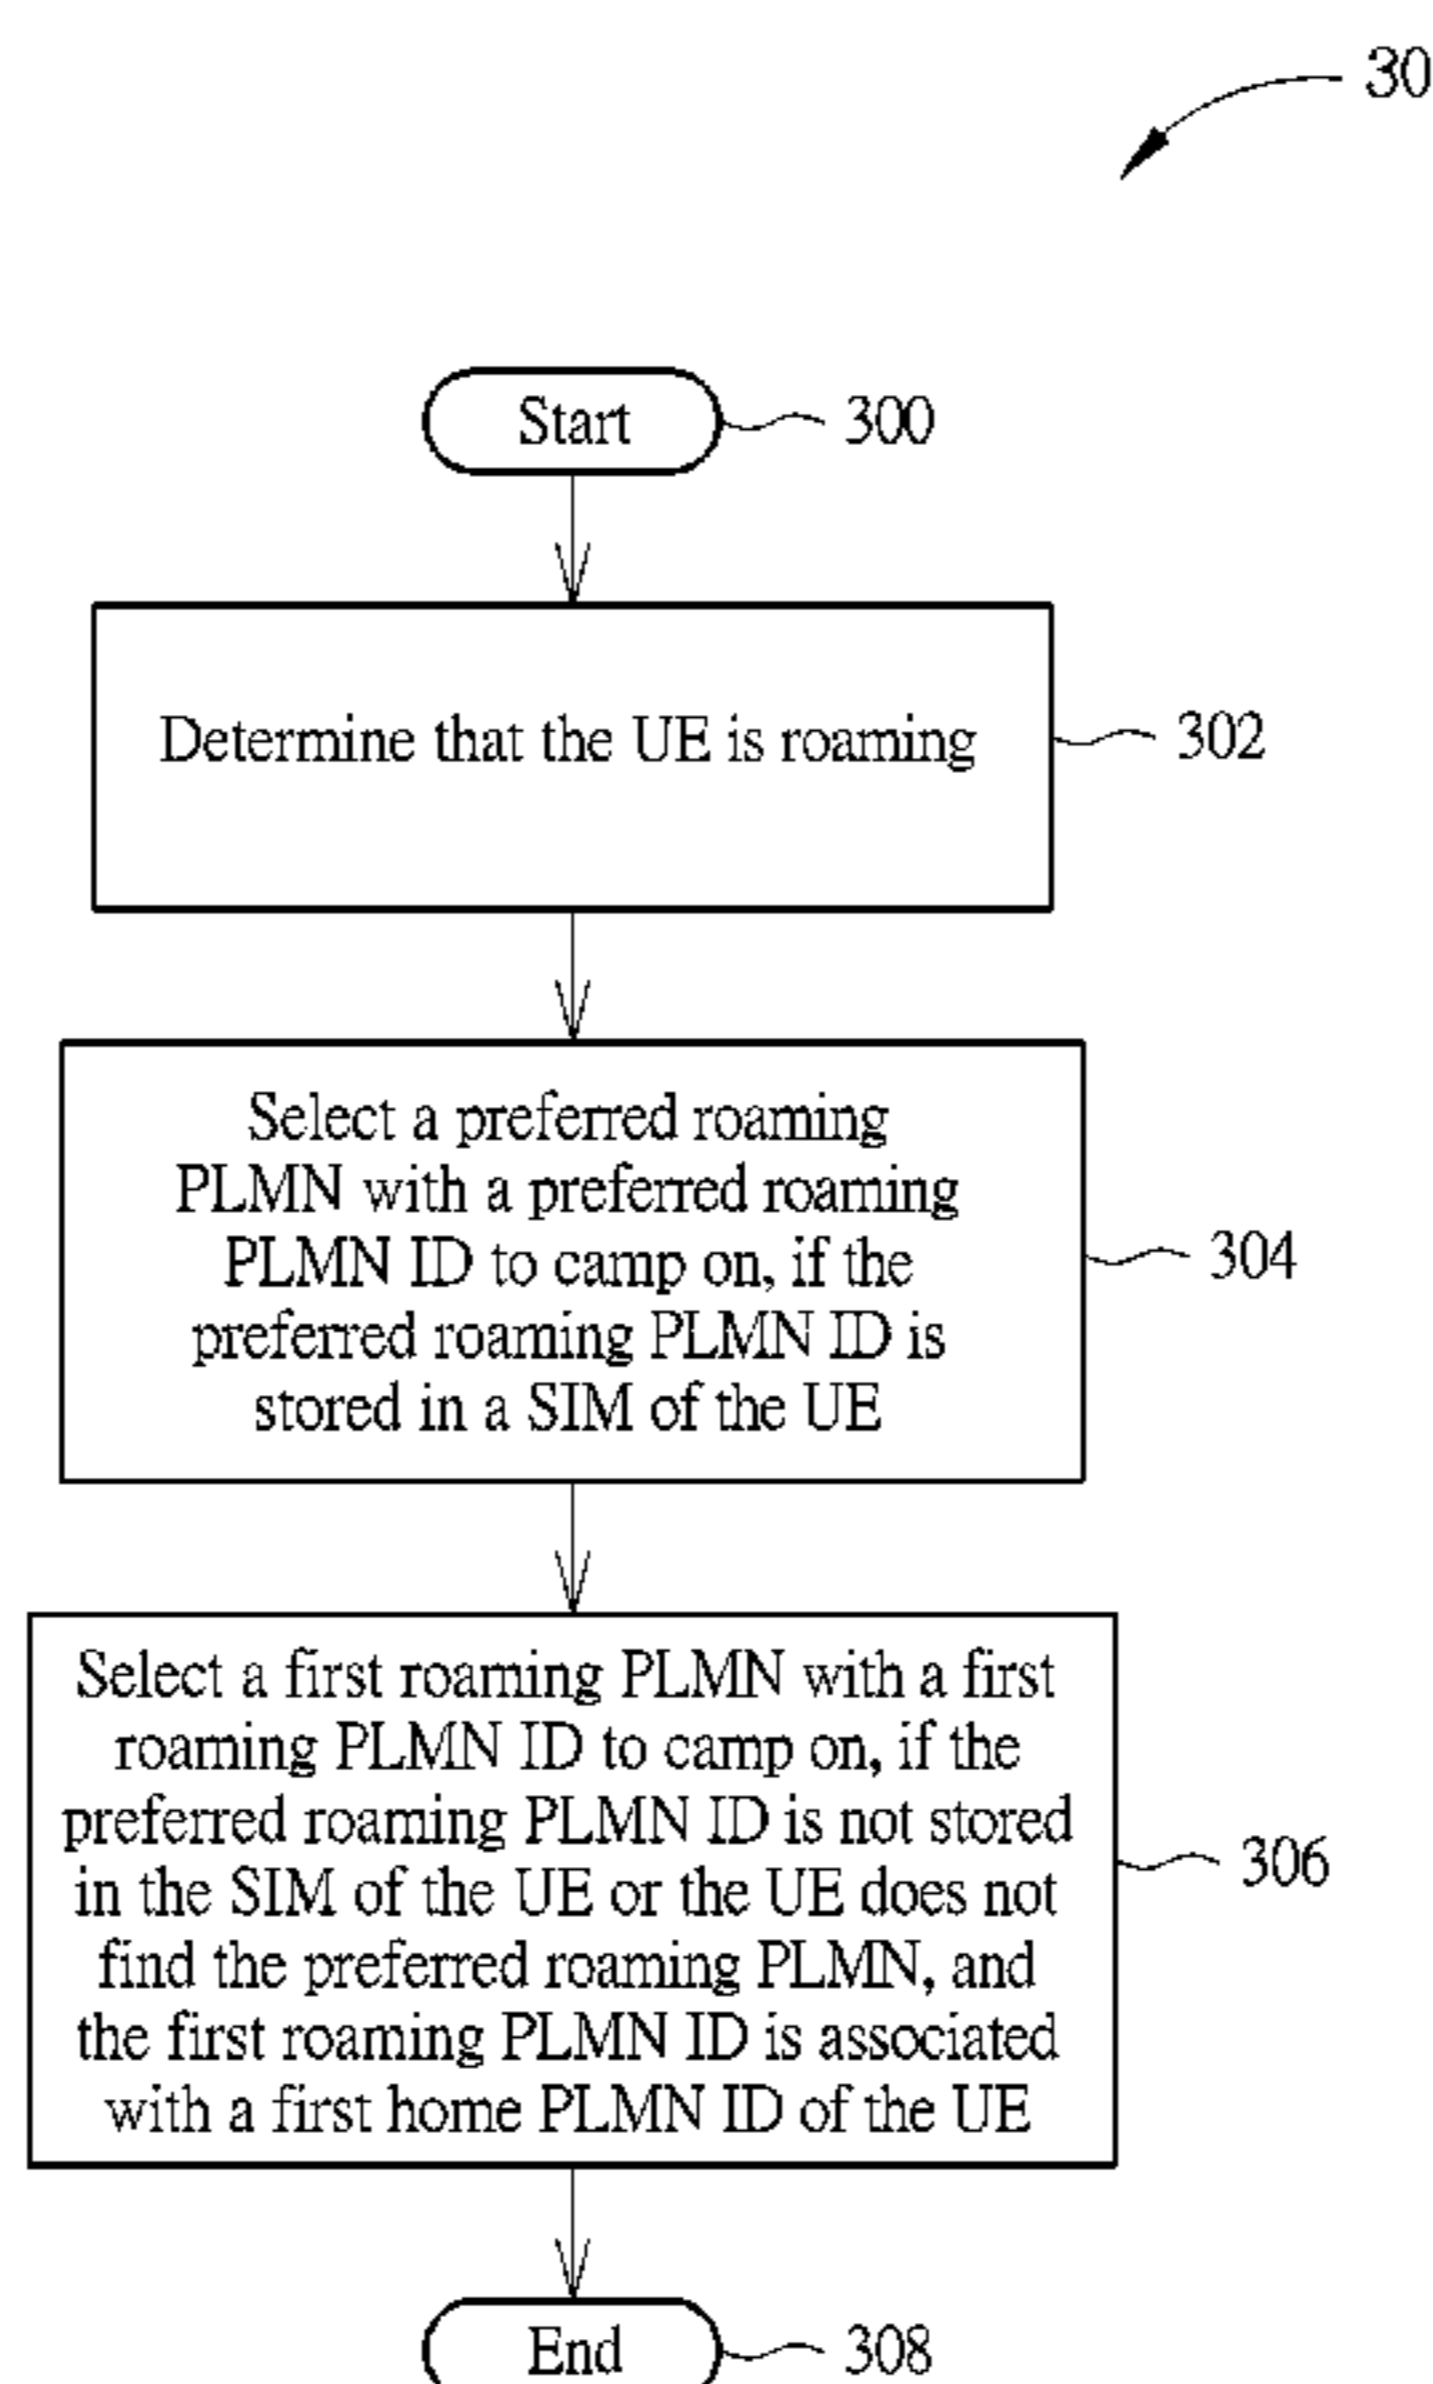 30
Start
300
Determine that the UE is roaming
302
Select a preferred roaming
PLMN with a preferred roaming
PLMN ID to camp on, if the
preferred roaming PLMN ID is
stored in a SIM of the UE
304
Select a first roaming PLMN with a first
roaming PLMN ID to camp on, if the
preferred roaming PLMN ID is not stored
in the SIM of the UE or the UE does not
find the preferred roaming PLMN, and
the first roaming PLMN ID is associated
with a first home PLMN ID of the UE
306
End
308